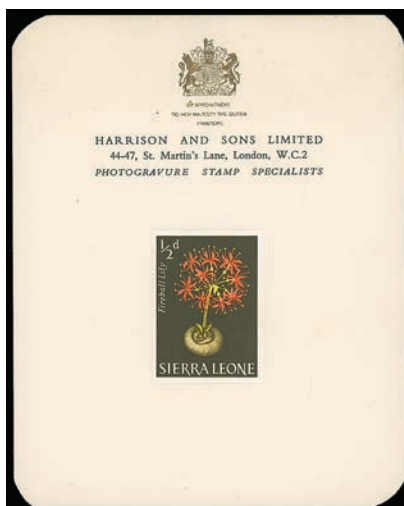 BY APPOINTMENT
TO HER MAJESTY THE QUEEN
PRINTERS
HARRISON AND SONS LIMITED
44-47, St. Martin's Lane, London, W.C.2
PHOTOGRAVURE STAMP SPECIALISTS
½d
Fireball Lily
SIERRA LEONE